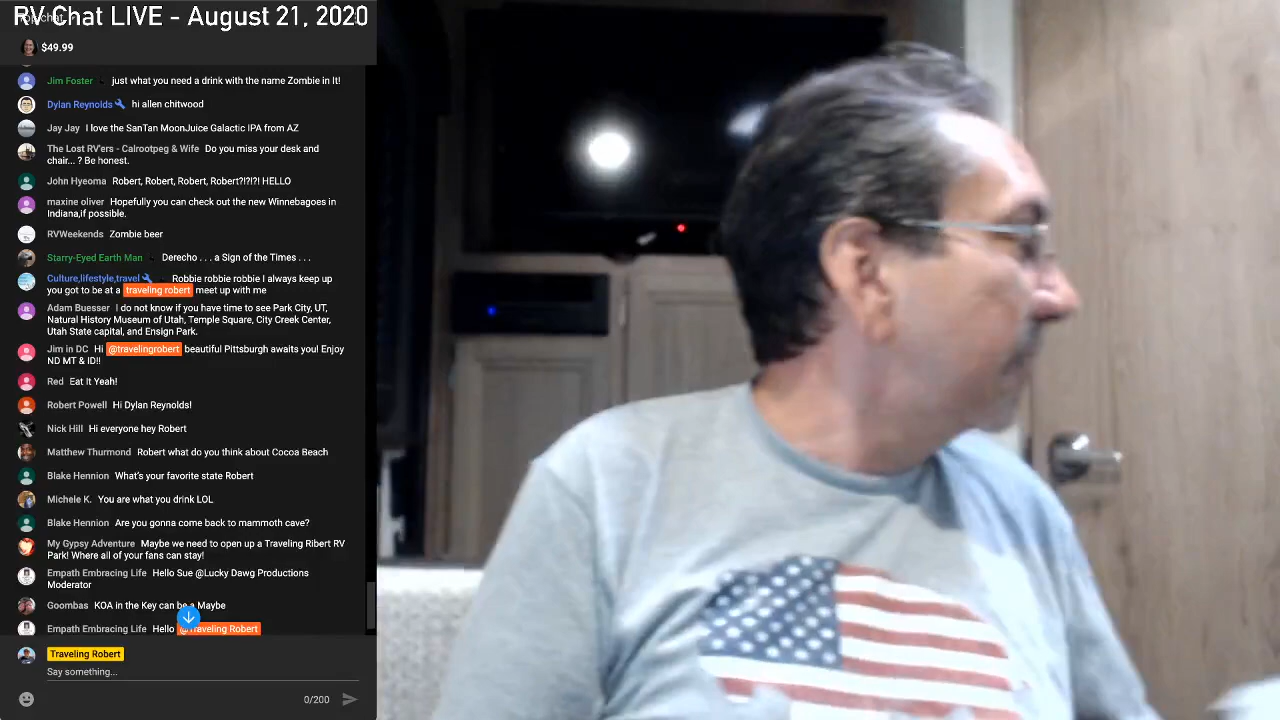 RV Chat LIVE - August 21, 2020
$49.99
Jim Foster just what you need a drink with the name Zombie in It!
Dylan Reynolds hi allen chitwood
Jay Jay I love the SanTan MoonJuice Galactic IPA from AZ
The Lost RV'ers - Calrootpeg & Wife Do you miss your desk and
chair... ? Be honest.
John Hyeoma Robert, Robert, Robert, Robert?!?!?! HELLO
maxine oliver Hopefully you can check out the new Winnebagoes in
Indiana,if possible.
RVWeekends Zombie beer
Starry-Eyed Earth Man Derecho . . . a Sign of the Times . . .
Culture,lifestyle,travel Robbie robbie robbie I always keep up
you got to be at a traveling robert meet up with me
Adam Buesser I do not know if you have time to see Park City, UT,
Natural History Museum of Utah, Temple Square, City Creek Center,
Utah State capital, and Ensign Park.
Jim in DC Hi @travelingrobert beautiful Pittsburgh awaits you! Enjoy
ND MT & ID!!
Red Eat It Yeah!
Robert Powell Hi Dylan Reynolds!
Nick Hill Hi everyone hey Robert
Matthew Thurmond Robert what do you think about Cocoa Beach
Blake Hennion What's your favorite state Robert
Michele K. You are what you drink LOL
Blake Hennion Are you gonna come back to mammoth cave?
My Gypsy Adventure Maybe we need to open up a Traveling Ribert RV
Park! Where all of your fans can stay!
Empath Embracing Life Hello Sue @Lucky Dawg Productions
Moderator
Goombas KOA in the Key can be a Maybe
Empath Embracing Life Hello @Traveling Robert
Traveling Robert
Say something...
0/200